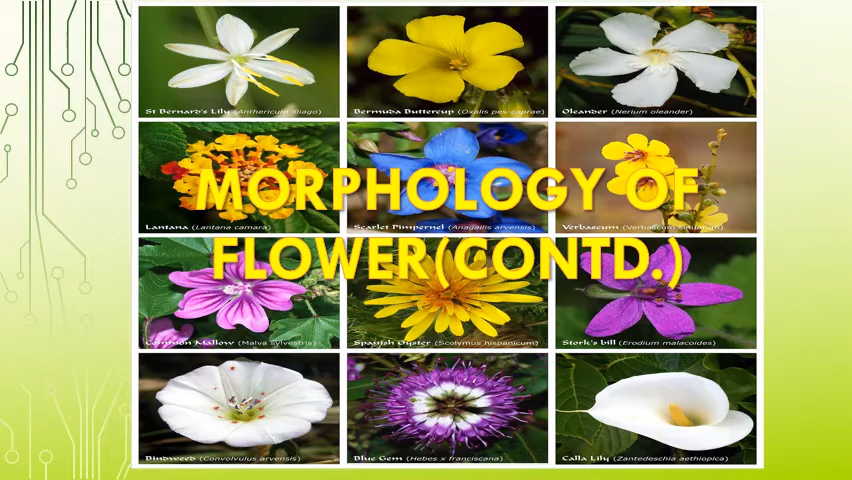 St Bernard's Lily (Anthericum liliago)
Bermuda Buttercup (Oxalis pes-caprae)
Oleander (Nerium oleander)
Lantana (Lantana camara)
Scarlet Pimpernel (Anagallis arvensis)
Verbascum (Verbascum sinuatum)
MORPHOLOGY OF
FLOWER(CONTD.)
Common Mallow (Malva sylvestris)
Spanish Oyster (Scolymus hispanicum)
Stork's bill (Erodium malacoides)
Bindweed (Convolvulus arvensis)
Blue Gem (Hebes x franciscana)
Calla Lily (Zantedeschia aethiopica)